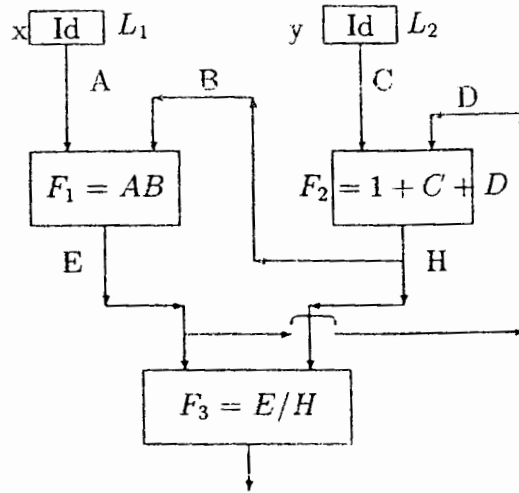 x Id L₁ y Id L₂
A B C D
F₁ = AB F₂ = 1 + C + D
E H
F₃ = E/H